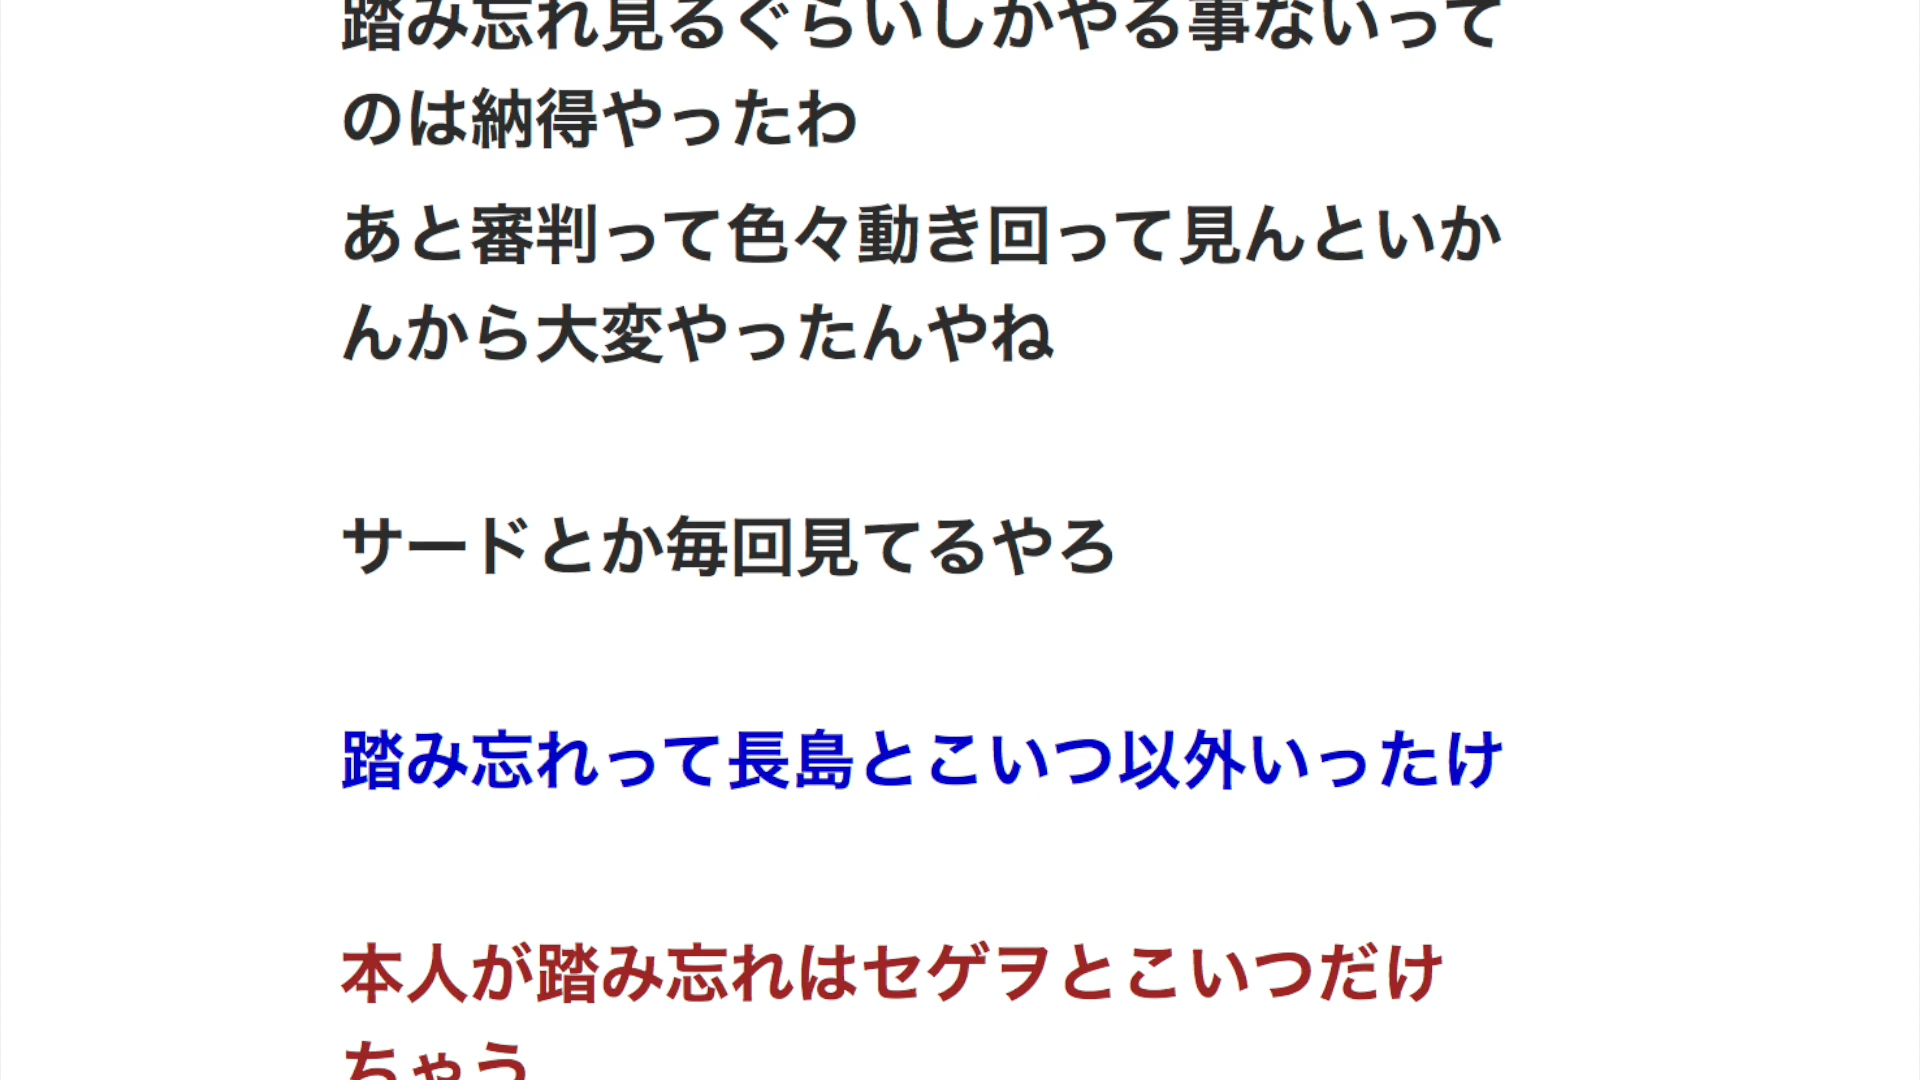 踏み忘れ見るぐらいしかやる事ないって
のは納得やったわ
あと審判って色々動き回って見んといか
んから大変やったんやね
サードとか毎回見てるやろ
踏み忘れって長島とこいつ以外いったけ
本人が踏み忘れはセゲヲとこいつだけ
ちゃう